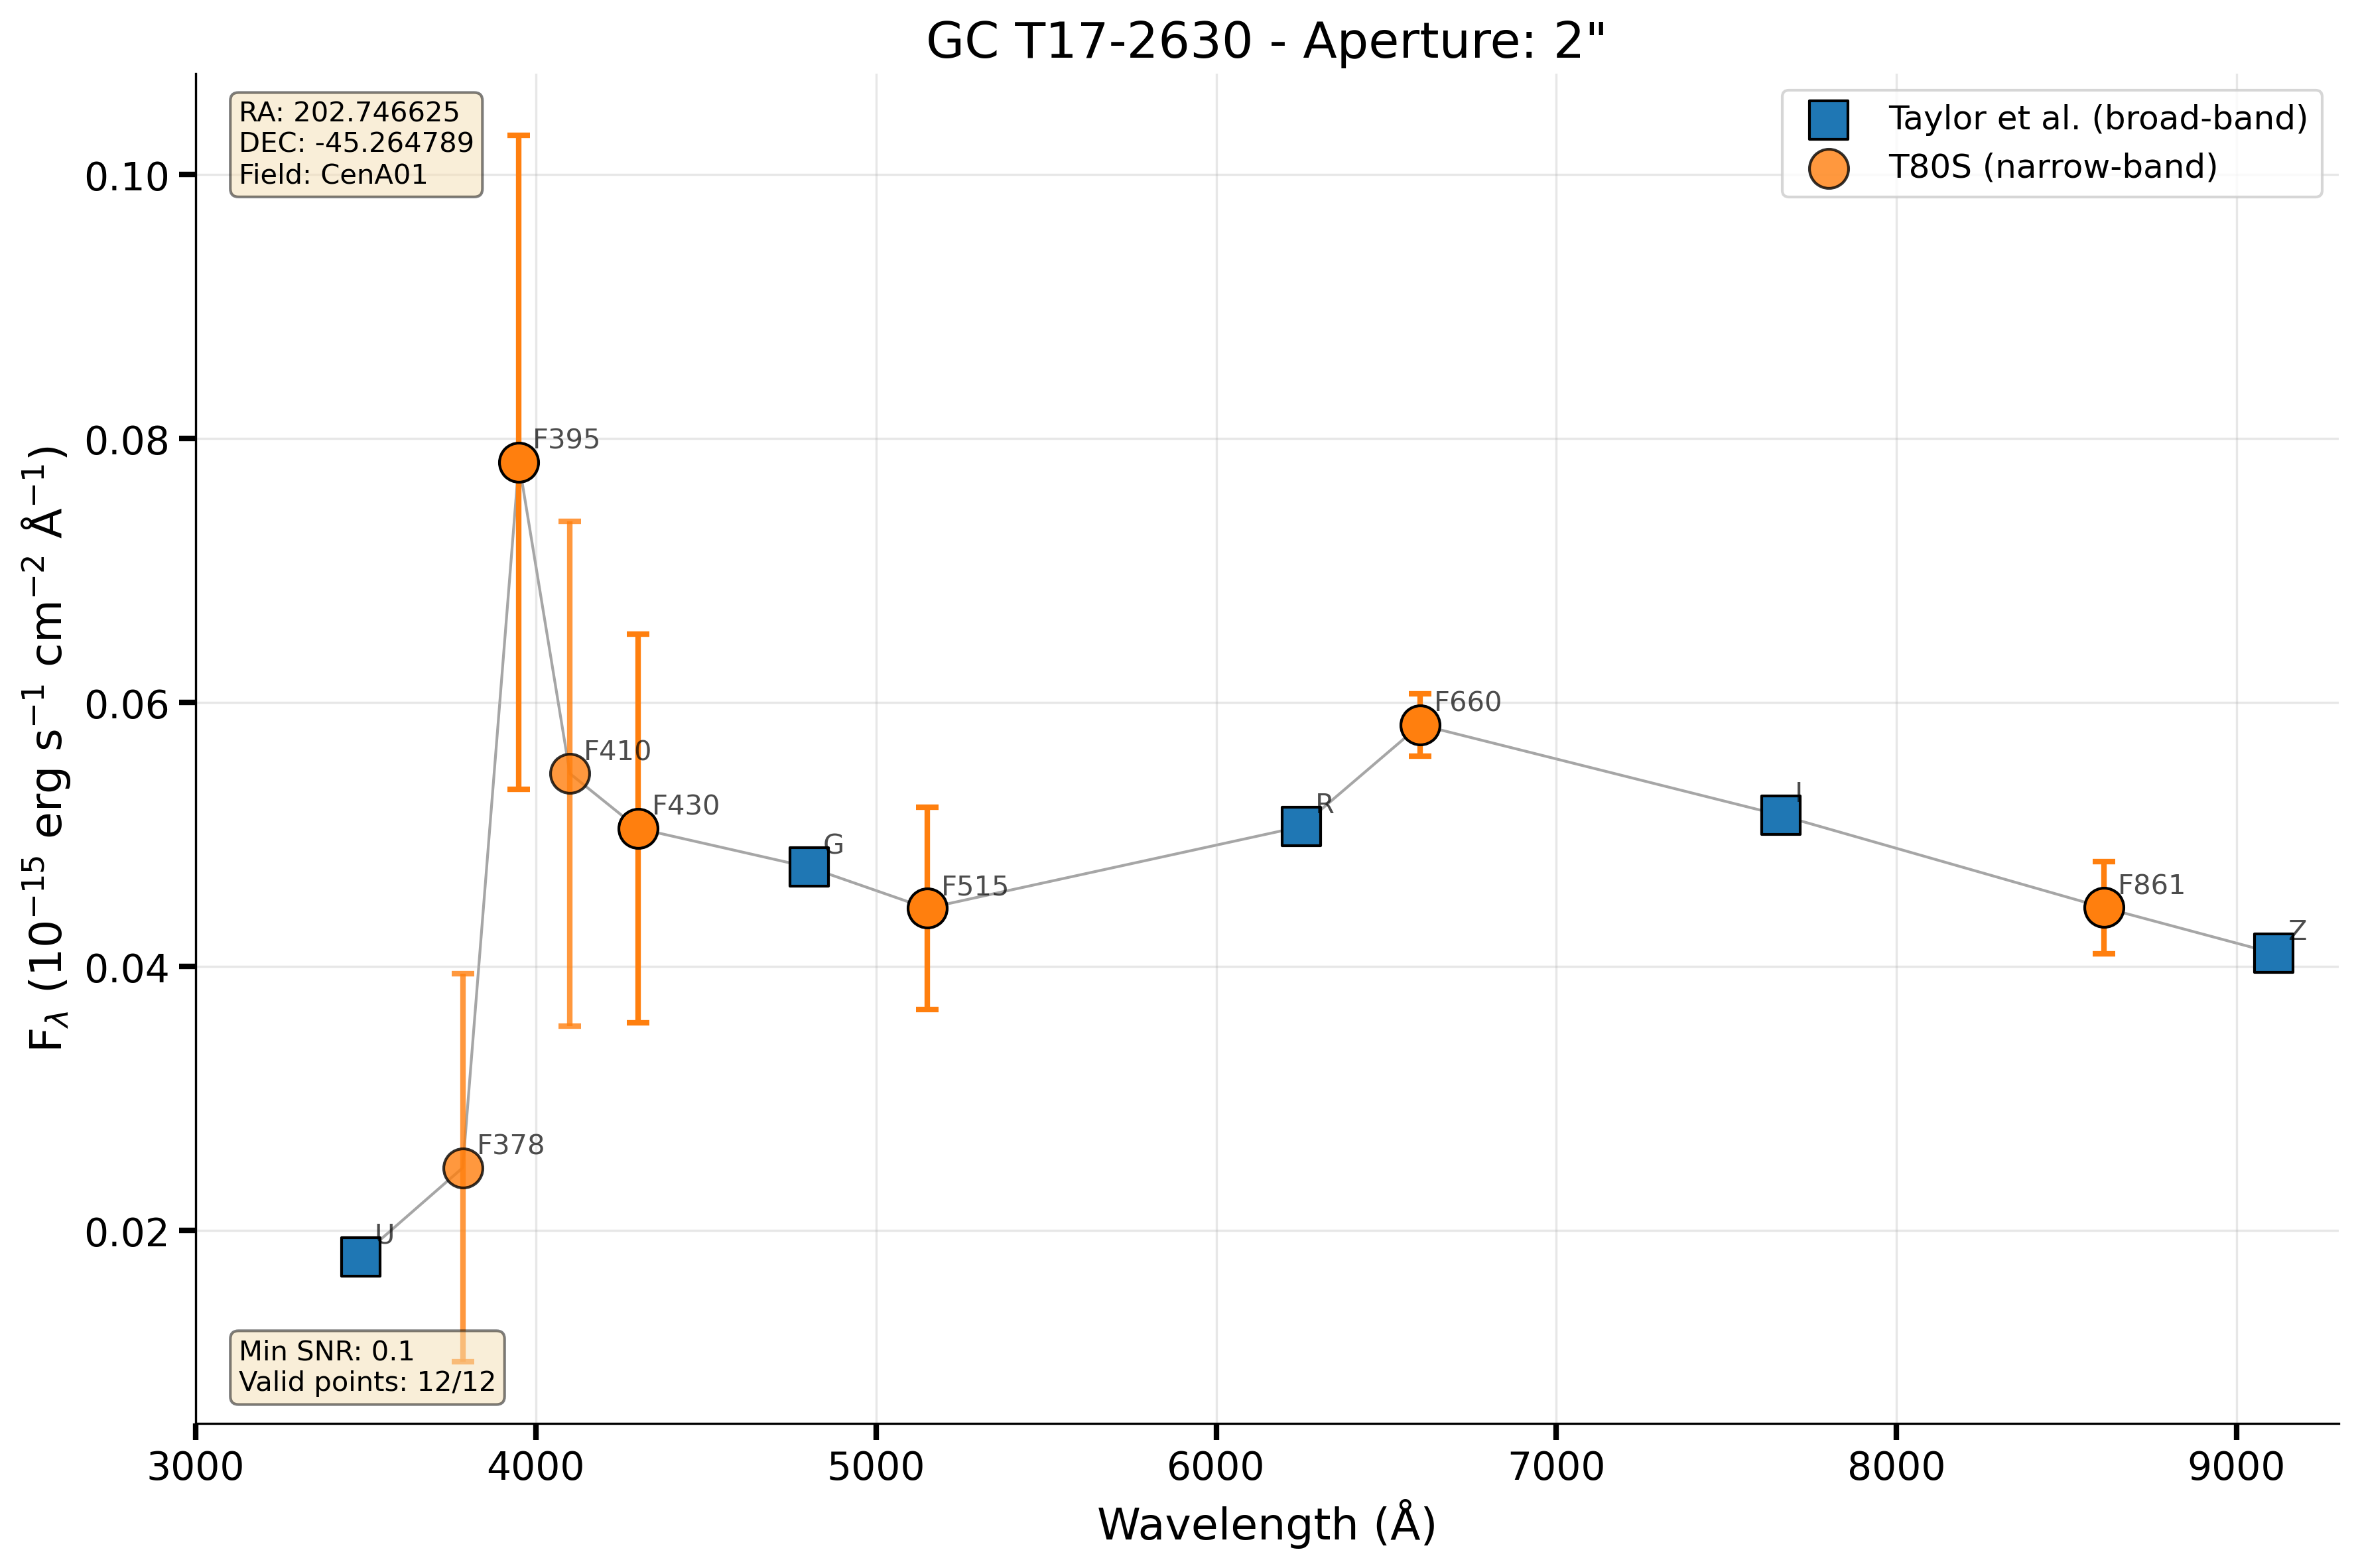 GC T17-2630 - Aperture: 2"
RA: 202.746625
DEC: -45.264789
Field: CenA01
Taylor et al. (broad-band)
T80S (narrow-band)
0.10
0.08
0.06
0.04
0.02
F_λ (10⁻¹⁵ erg s⁻¹ cm⁻² Å⁻¹)
F395
F410
F430
G
F515
R
F660
I
F861
Z
F378
U
Min SNR: 0.1
Valid points: 12/12
3000 4000 5000 6000 7000 8000 9000
Wavelength (Å)